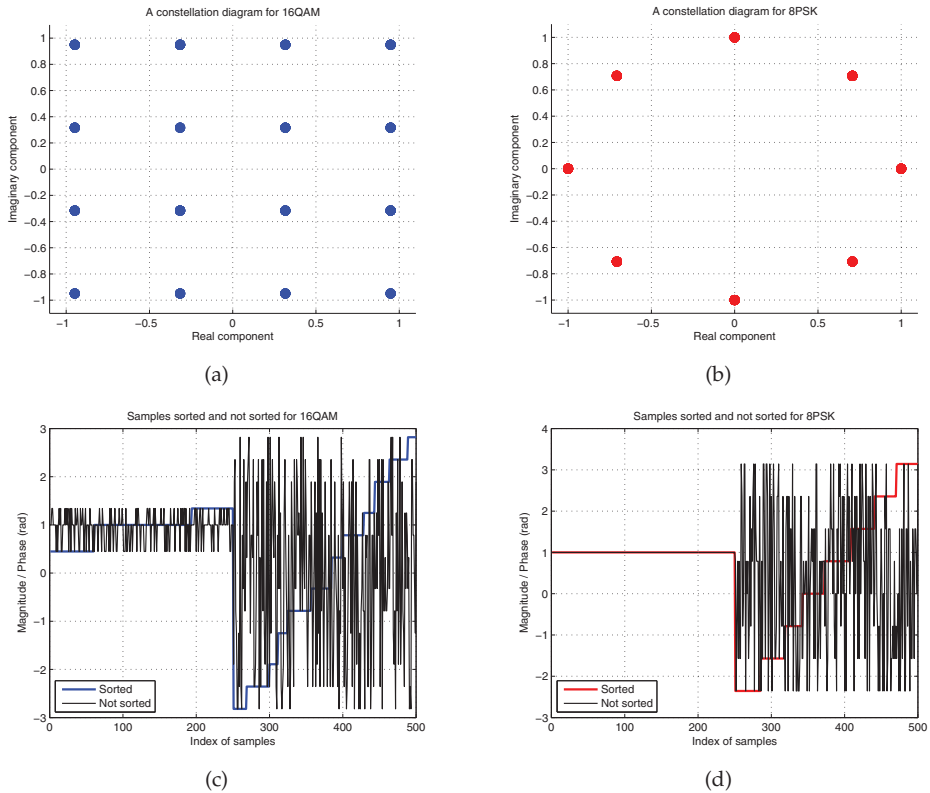 A constellation diagram for 16QAM
1
0.8
0.6
0.4
0.2
0
−0.2
−0.4
−0.6
−0.8
−1
−1
−0.5
0
0.5
1
Imaginary component
Real component
(a)
A constellation diagram for 8PSK
1
0.8
0.6
0.4
0.2
0
−0.2
−0.4
−0.6
−0.8
−1
−1
−0.5
0
0.5
1
Imaginary component
Real component
(b)
Samples sorted and not sorted for 16QAM
3
2
1
0
−1
−2
−3
0
100
200
300
400
500
Magnitude / Phase (rad)
Index of samples
Sorted
Not sorted
(c)
Samples sorted and not sorted for 8PSK
4
3
2
1
0
−1
−2
−3
0
100
200
300
400
500
Magnitude / Phase (rad)
Index of samples
Sorted
Not sorted
(d)